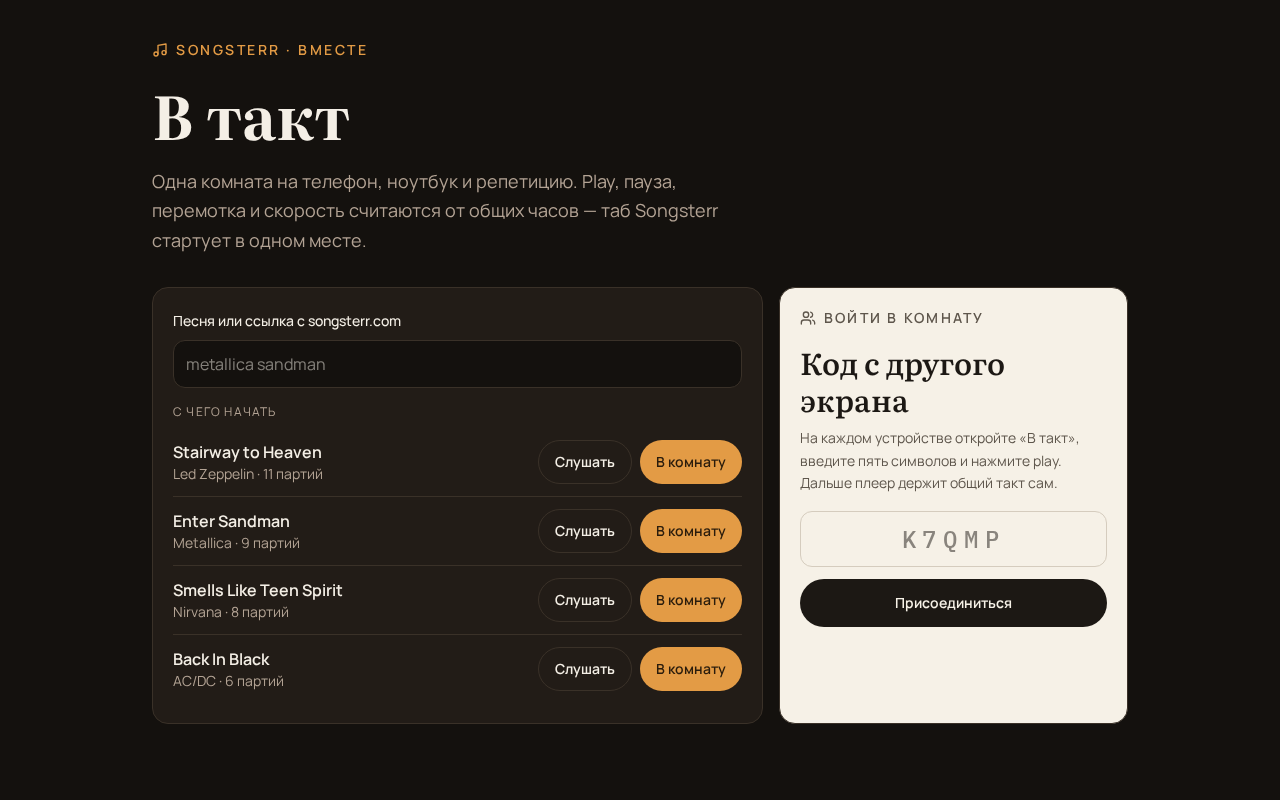 SONGSTERR · ВМЕСТЕ
В такт
Одна комната на телефон, ноутбук и репетицию. Play, пауза,
перемотка и скорость считаются от общих часов — таб Songsterr
стартует в одном месте.
Песня или ссылка с songsterr.com
metallica sandman
С ЧЕГО НАЧАТЬ
Stairway to Heaven
Led Zeppelin · 11 партий
Слушать
В комнату
Enter Sandman
Metallica · 9 партий
Слушать
В комнату
Smells Like Teen Spirit
Nirvana · 8 партий
Слушать
В комнату
Back In Black
AC/DC · 6 партий
Слушать
В комнату
ВОЙТИ В КОМНАТУ
Код с другого
экрана
На каждом устройстве откройте «В такт»,
введите пять символов и нажмите play.
Дальше плеер держит общий такт сам.
K7QMP
Присоединиться